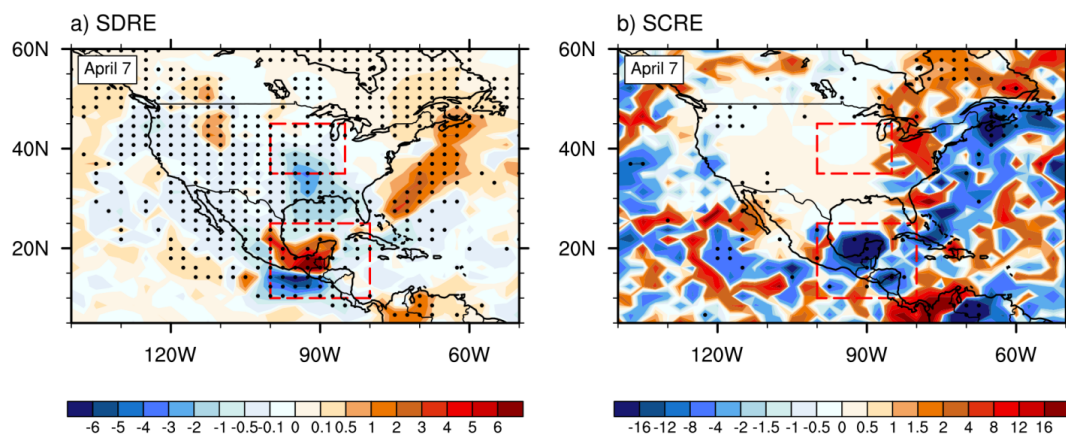 a) SDRE
b) SCRE
60N
April 7
40N
20N
120W 90W 60W
60N
April 7
40N
20N
120W 90W 60W
-6 -5 -4 -3 -2 -1 -0.1 0 0.1 0.5 1 2 3 4 5 6
-16 -12 -8 -4 -2 -1.5 -1 -0.5 0 0.5 1 1.5 2 4 8 12 16